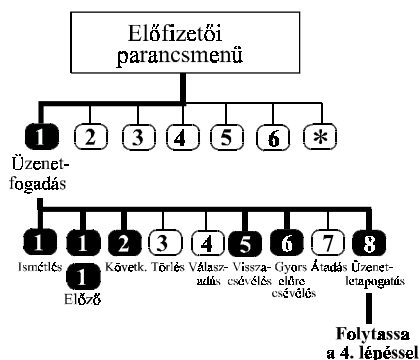 Előfizetői
parancsmenü
1 2 3 4 5 6 *
Üzenet-
fogadás
1 1 2 3 4 5 6 7 8
Ismétlés 1 Követk. Törlés Válasz- Vissza- Gyors Átadás Üzenet-
Előző adás csévélés előre letapogatás
csévélés
Folytassa
a 4. lépéssel